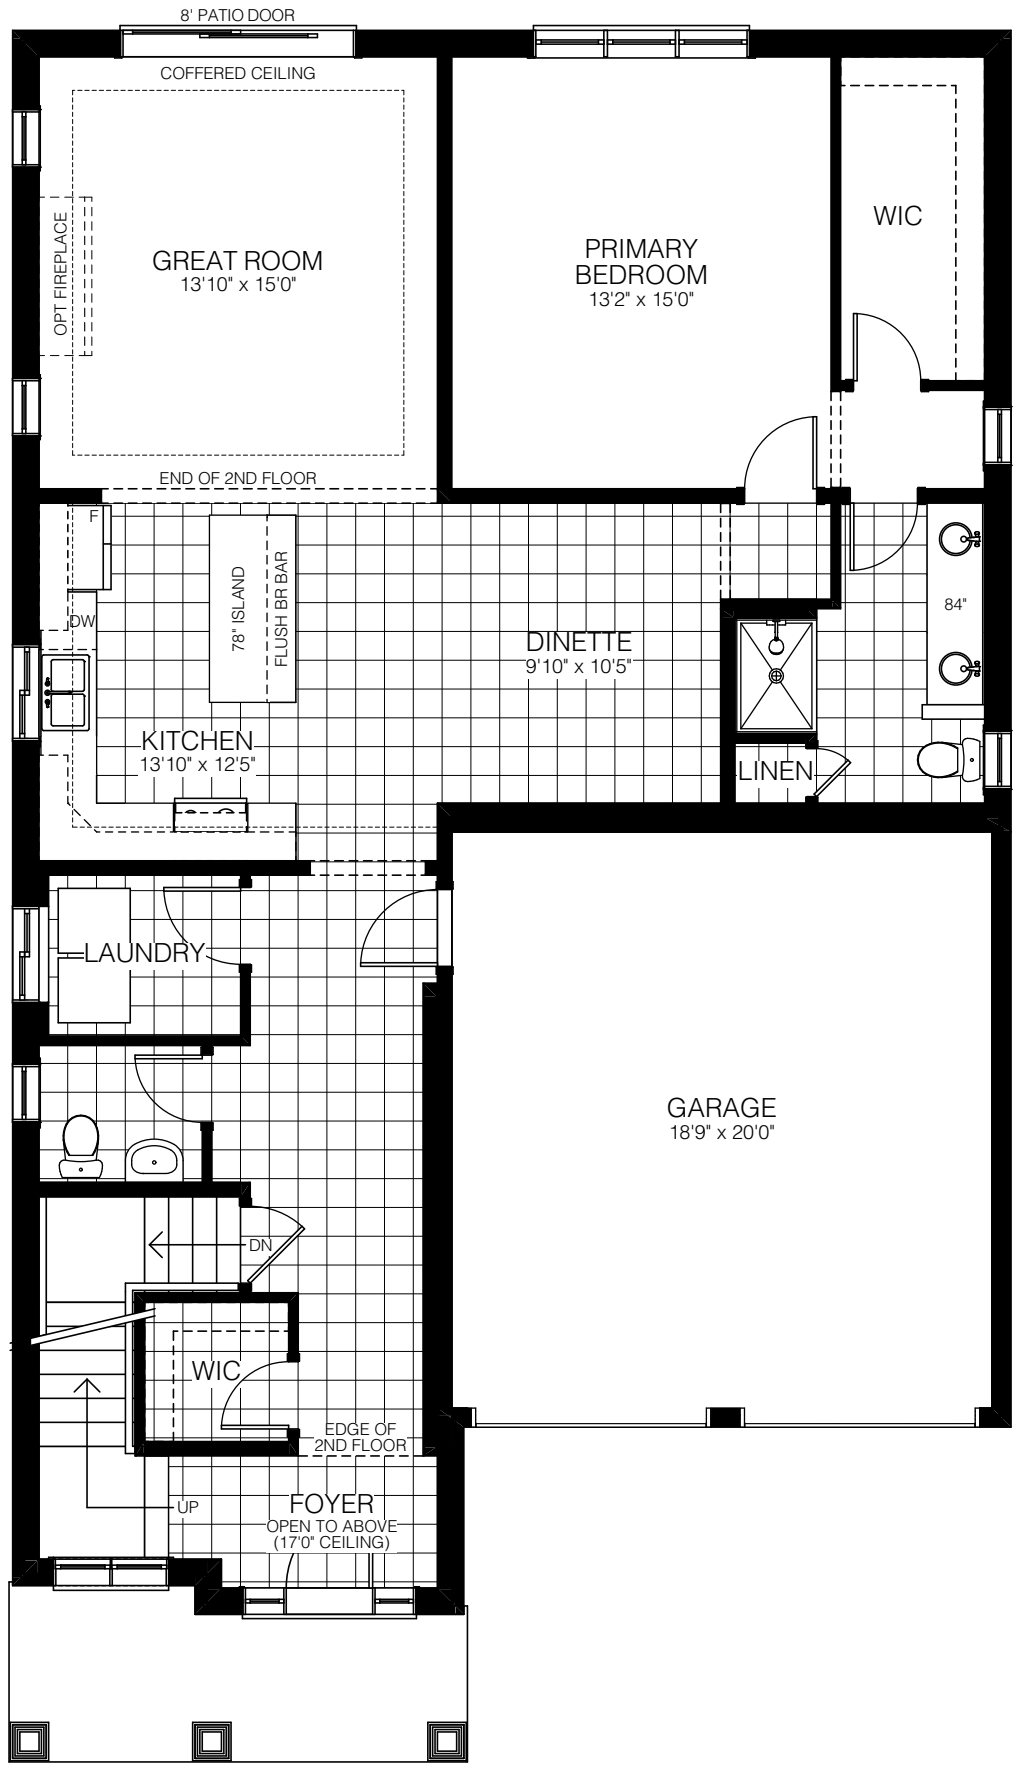 8' PATIO DOOR
COFFERED CEILING
WIC
OPT FIREPLACE
GREAT ROOM
13'10" x 15'0"
PRIMARY
BEDROOM
13'2" x 15'0"
END OF 2ND FLOOR
F
78" ISLAND
FLUSH BR BAR
DW
84"
DINETTE
9'10" x 10'5"
KITCHEN
13'10" x 12'5"
LINEN
LAUNDRY
GARAGE
18'9" x 20'0"
DN
WIC
EDGE OF
2ND FLOOR
UP
FOYER
OPEN TO ABOVE
(17'0" CEILING)